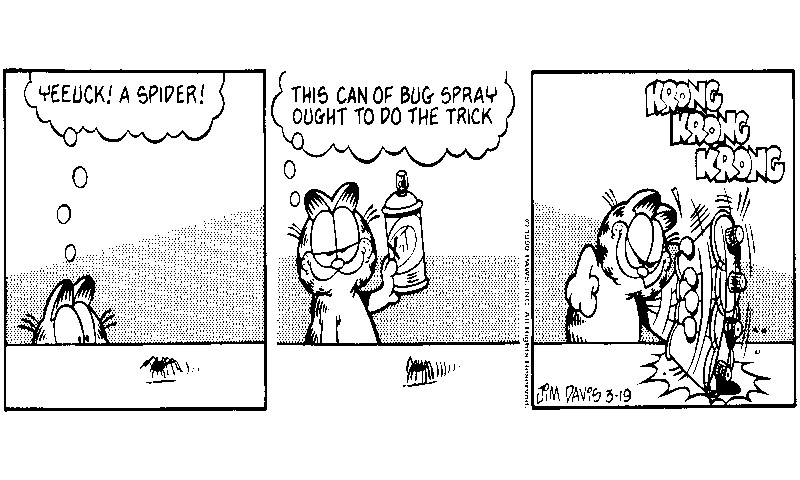 YEEUCK! A SPIDER!
THIS CAN OF BUG SPRAY
OUGHT TO DO THE TRICK
KRONG
KRONG
KRONG
JIM DAVIS 3-19